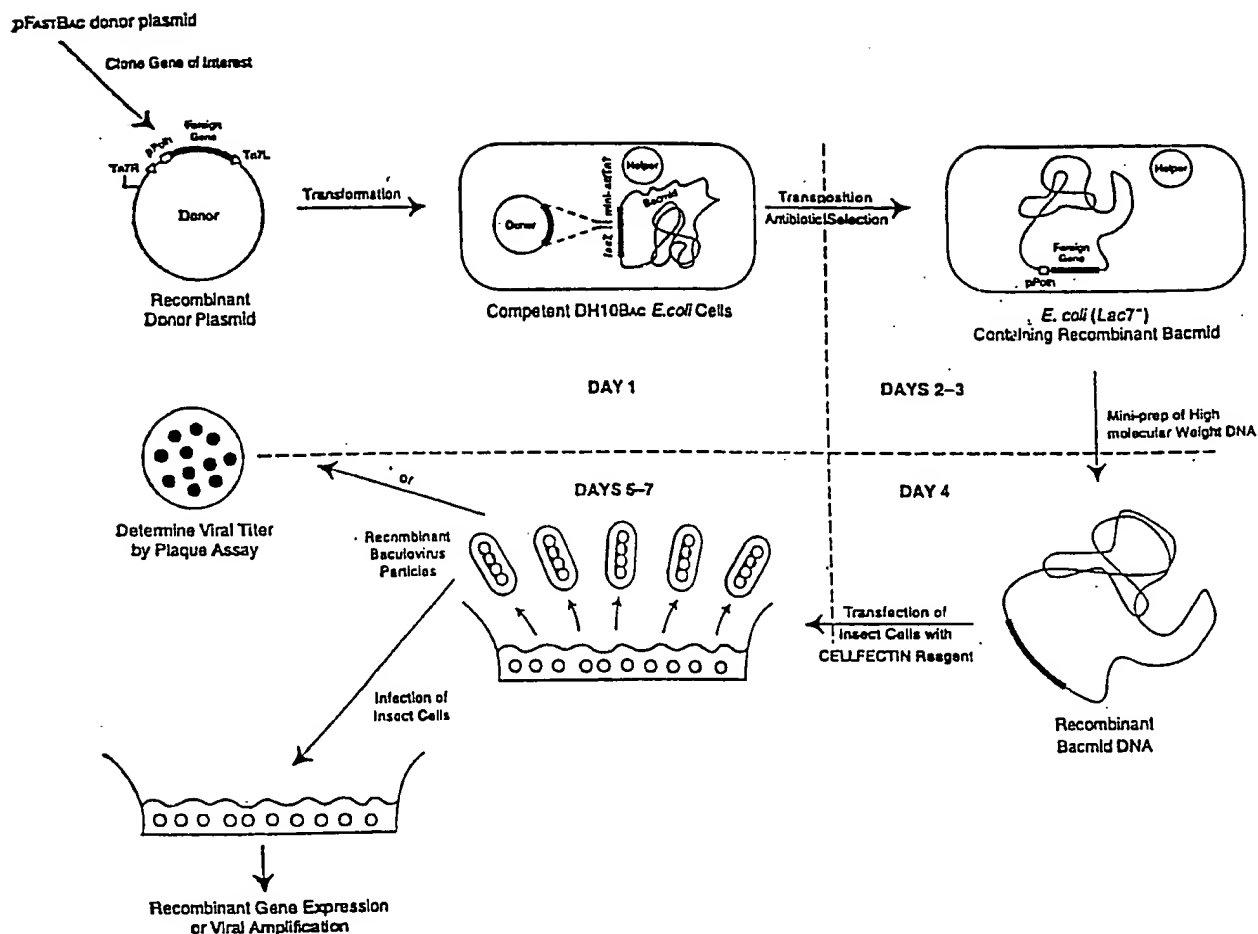 pFASTBAC donor plasmid
Clone Gene of Interest
Foreign
Gene
pPolh
Tn7R
Tn7L
Donor
Recombinant
Donor Plasmid
Transformation
Helper
Donor
lacZ
mini-attTn7
Bacmid
Competent DH10BAC E.coli Cells
Transposition
Antibiotic Selection
Helper
Foreign
Gene
pPolh
E. coli (Lac7⁻)
Containing Recombinant Bacmid
DAY 1
DAYS 2–3
Mini-prep of High
molecular Weight DNA
Determine Viral Titer
by Plaque Assay
or
DAYS 5–7
DAY 4
Recombinant
Baculovirus
Particles
Transfection of
Insect Cells with
CELLFECTIN Reagent
Recombinant
Bacmid DNA
Infection of
Insect Cells
Recombinant Gene Expression
or Viral Amplification